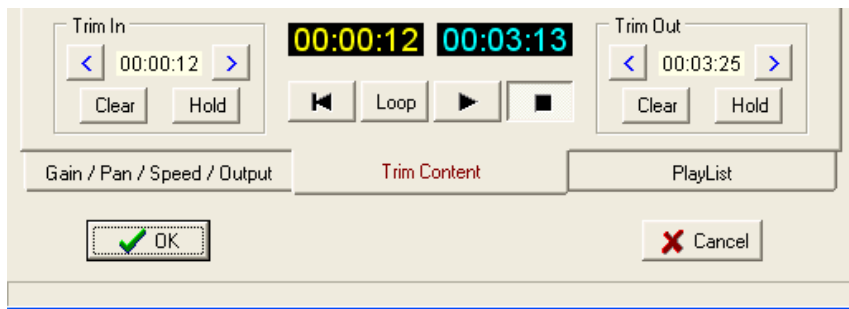 Trim In
00:00:12 00:03:13
Trim Out
< 00:00:12 >
< 00:03:25 >
Clear Hold
Loop
Clear Hold
Gain / Pan / Speed / Output Trim Content PlayList
OK Cancel